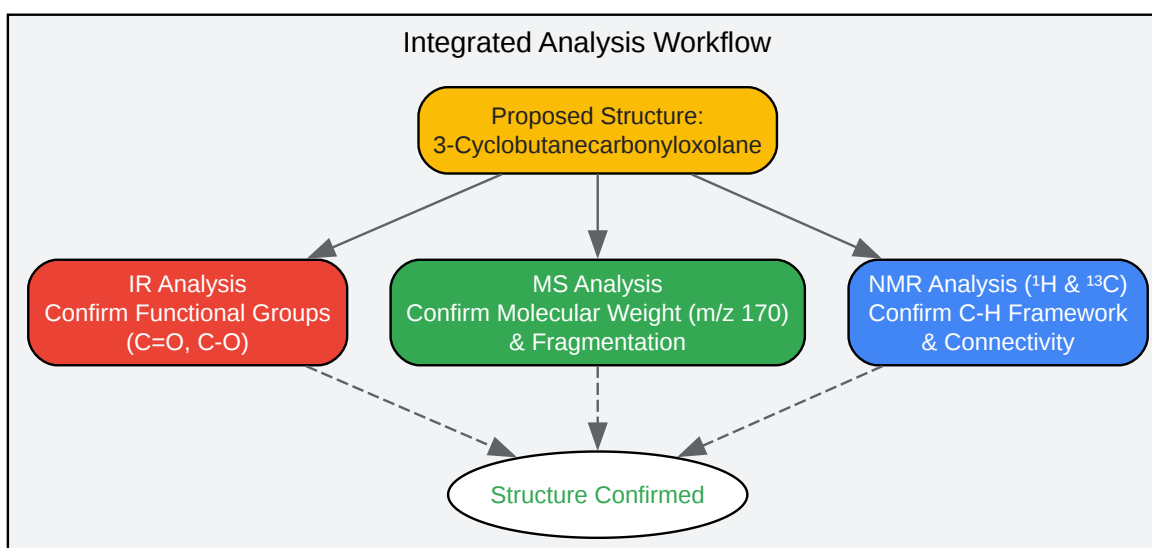 Integrated Analysis Workflow
Proposed Structure:
3-Cyclobutanecarbonyloxolane
IR Analysis
Confirm Functional Groups
(C=O, C-O)
MS Analysis
Confirm Molecular Weight (m/z 170)
& Fragmentation
NMR Analysis (¹H & ¹³C)
Confirm C-H Framework
& Connectivity
Structure Confirmed